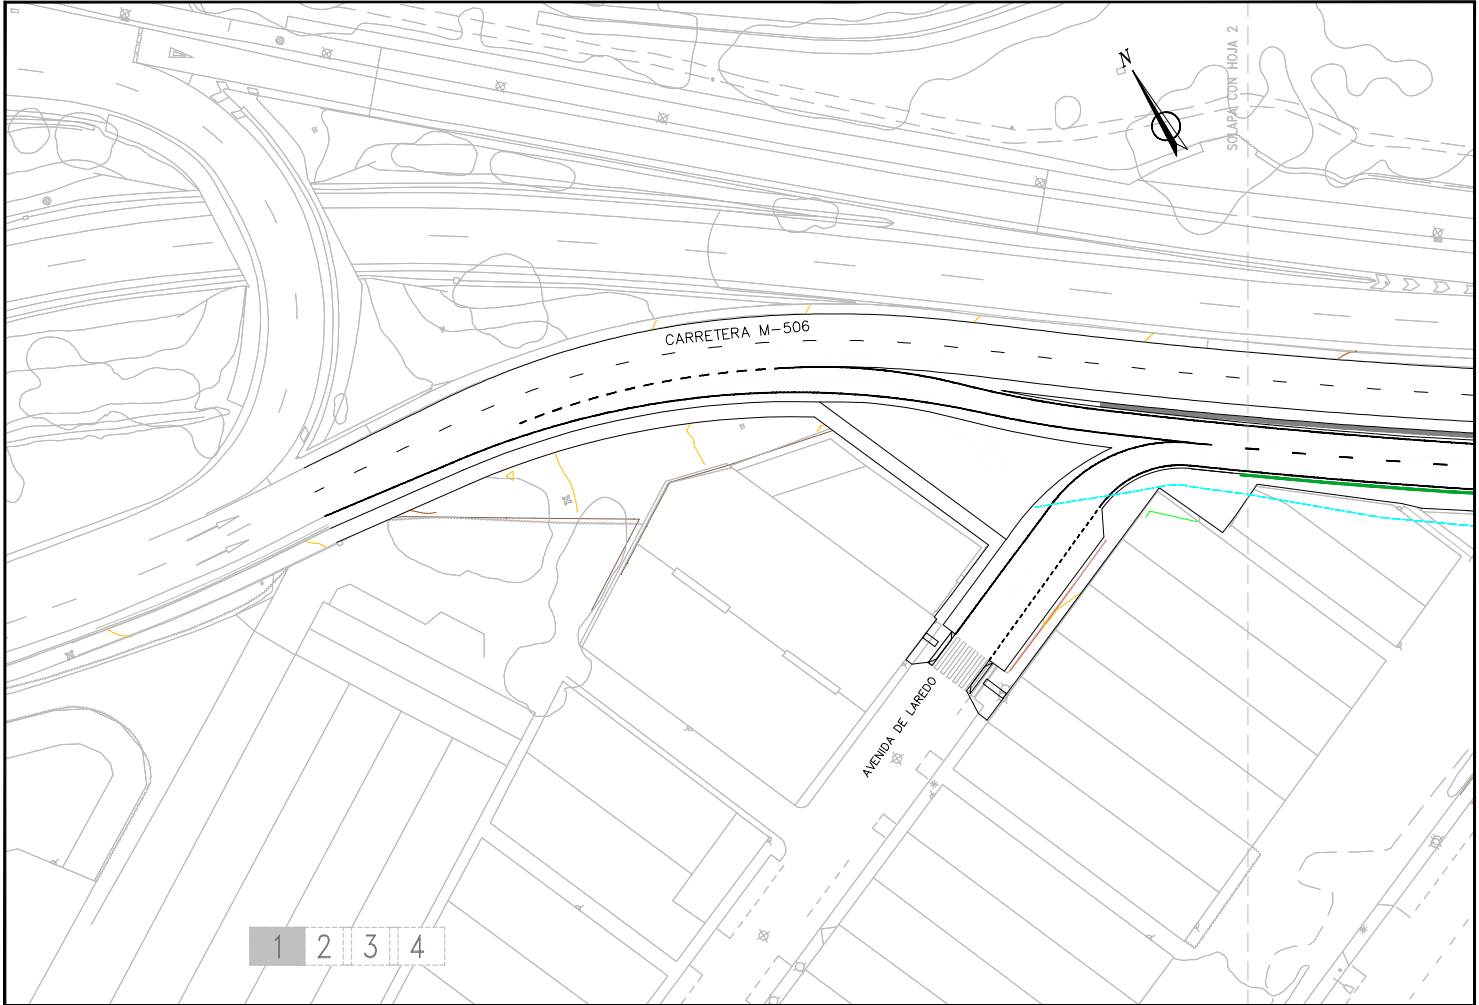 N
SOLAPA CON HOJA 2
CARRETERA M-506
AVENIDA DE LAREDO
1 2 3 4